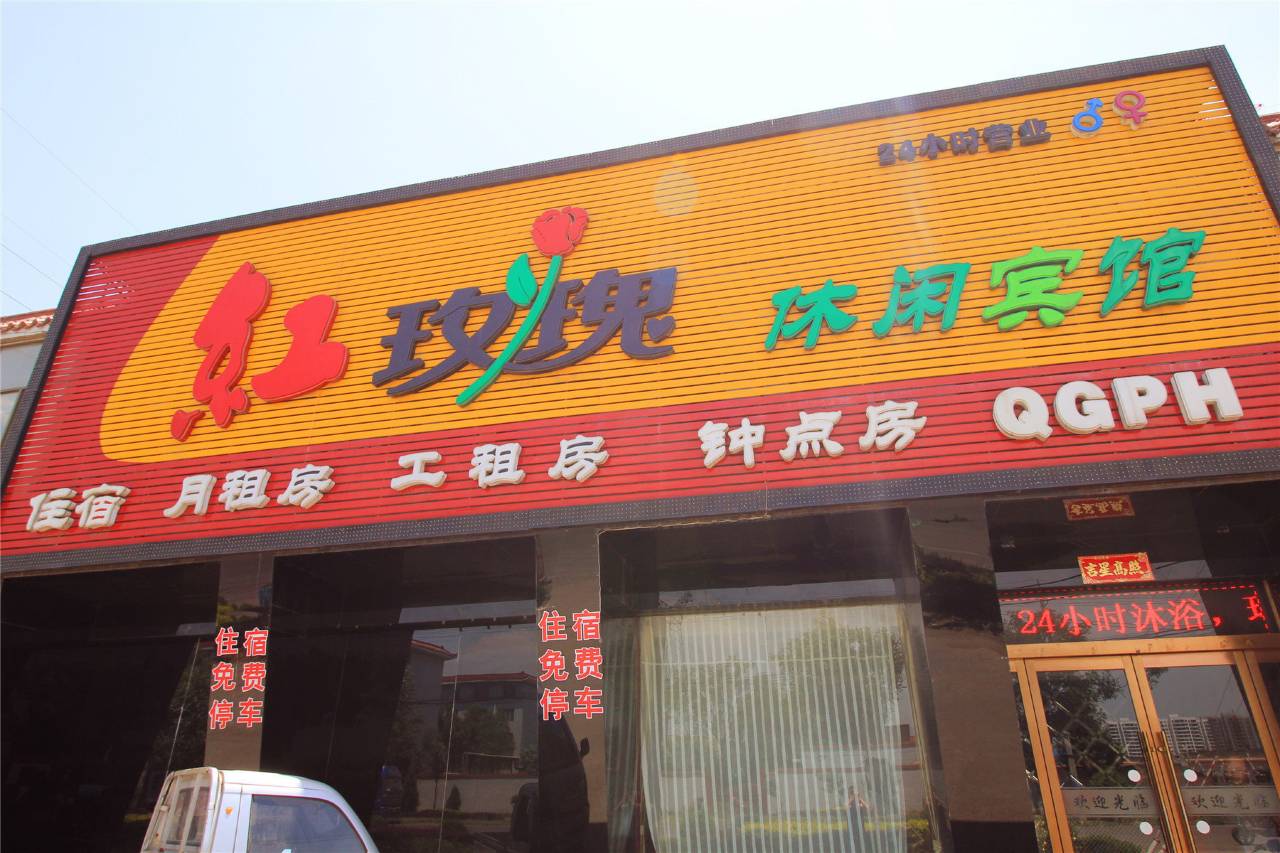 24小时营业
红玫瑰 休闲宾馆
住宿 月租房 工租房 钟点房 QGPH
吉星高照
24小时沐浴，
住宿
免费
停车
住宿
免费
停车
欢迎光临
欢迎光临